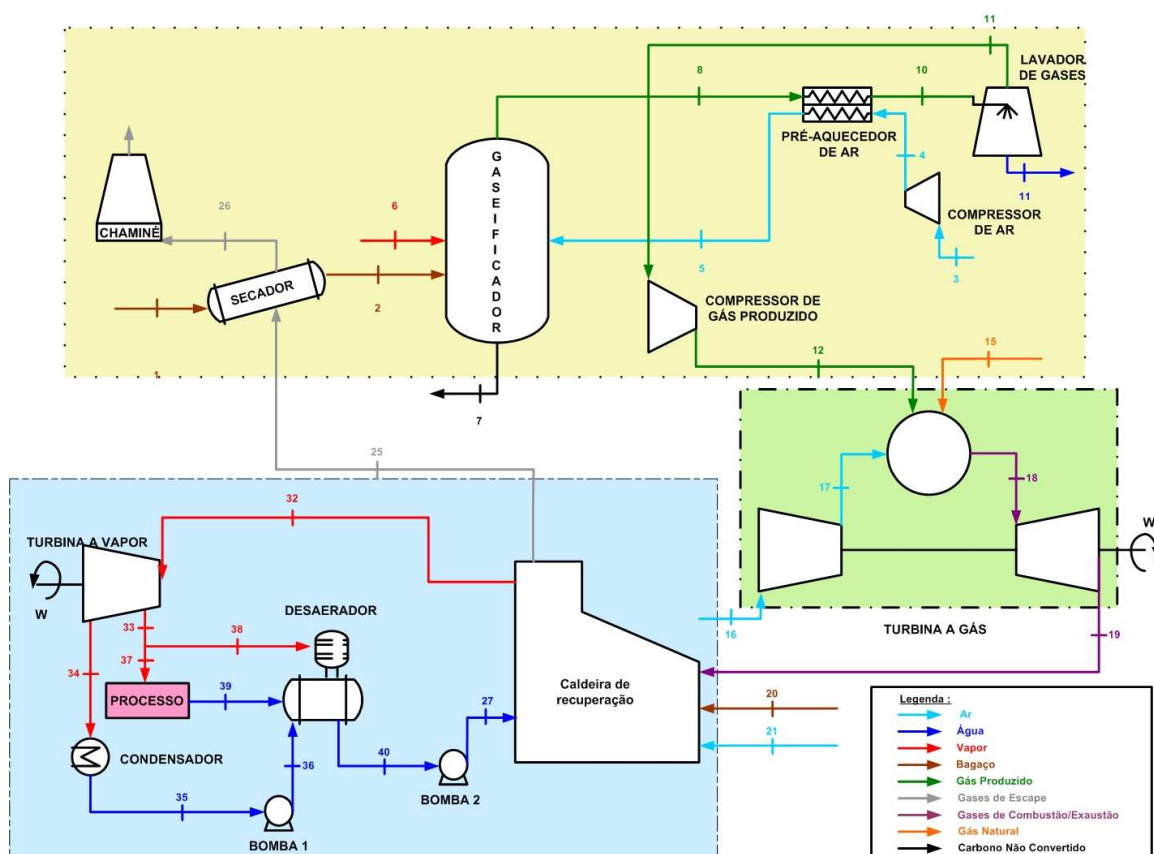 11
LAVADOR
DE GASES
8
10
PRÉ-AQUECEDOR
DE AR
4
11
COMPRESSOR
DE AR
3
GASEIFICADOR
26
6
CHAMINÉ
SECADOR
2
5
1
COMPRESSOR DE
GÁS PRODUZIDO
12
15
7
25
17
18
W
16
TURBINA A GÁS
19
32
TURBINA A VAPOR
W
DESAERADOR
33
38
34
37
PROCESSO
39
27
Caldeira de
recuperação
20
21
CONDENSADOR
36
40
35
BOMBA 2
BOMBA 1
Legenda :
Ar
Água
Vapor
Bagaço
Gás Produzido
Gases de Escape
Gases de Combustão/Exaustão
Gás Natural
Carbono Não Convertido